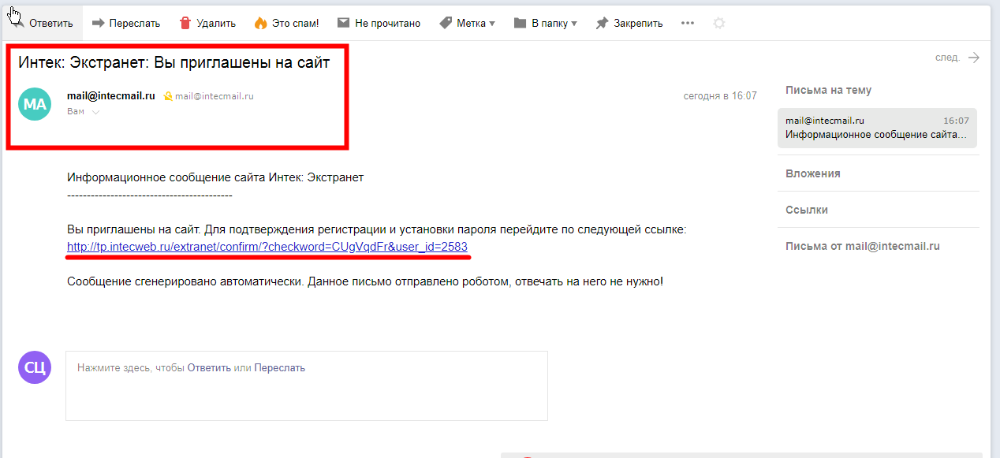 Ответить Переслать Удалить Это спам! Не прочитано Метка В папку Закрепить
Интек: Экстранет: Вы приглашены на сайт
след.
МА
mail@intecmail.ru mail@intecmail.ru
сегодня в 16:07
Вам
Письма на тему
mail@intecmail.ru 16:07
Информационное сообщение сайта...
Вложения
Ссылки
Письма от mail@intecmail.ru
Информационное сообщение сайта Интек: Экстранет
------------------------------------------
Вы приглашены на сайт. Для подтверждения регистрации и установки пароля перейдите по следующей ссылке:
http://tp.intecweb.ru/extranet/confirm/?checkword=CUgVqdFr&user_id=2583
Сообщение сгенерировано автоматически. Данное письмо отправлено роботом, отвечать на него не нужно!
СЦ
Нажмите здесь, чтобы Ответить или Переслать